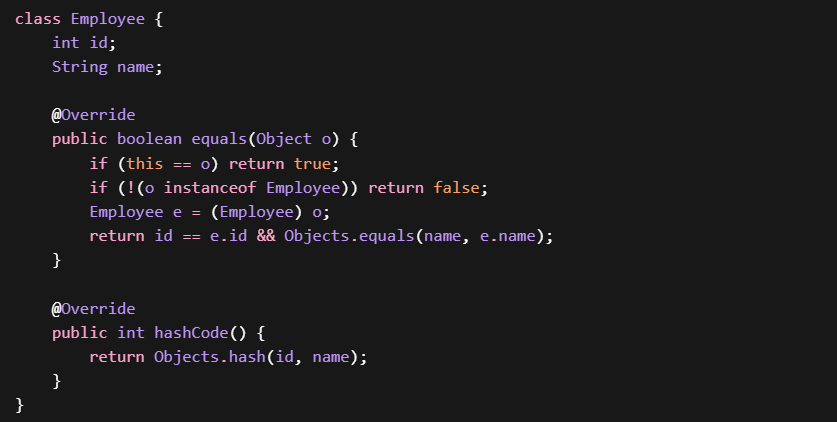 class Employee {
    int id;
    String name;

    @Override
    public boolean equals(Object o) {
        if (this == o) return true;
        if (!(o instanceof Employee)) return false;
        Employee e = (Employee) o;
        return id == e.id && Objects.equals(name, e.name);
    }

    @Override
    public int hashCode() {
        return Objects.hash(id, name);
    }
}